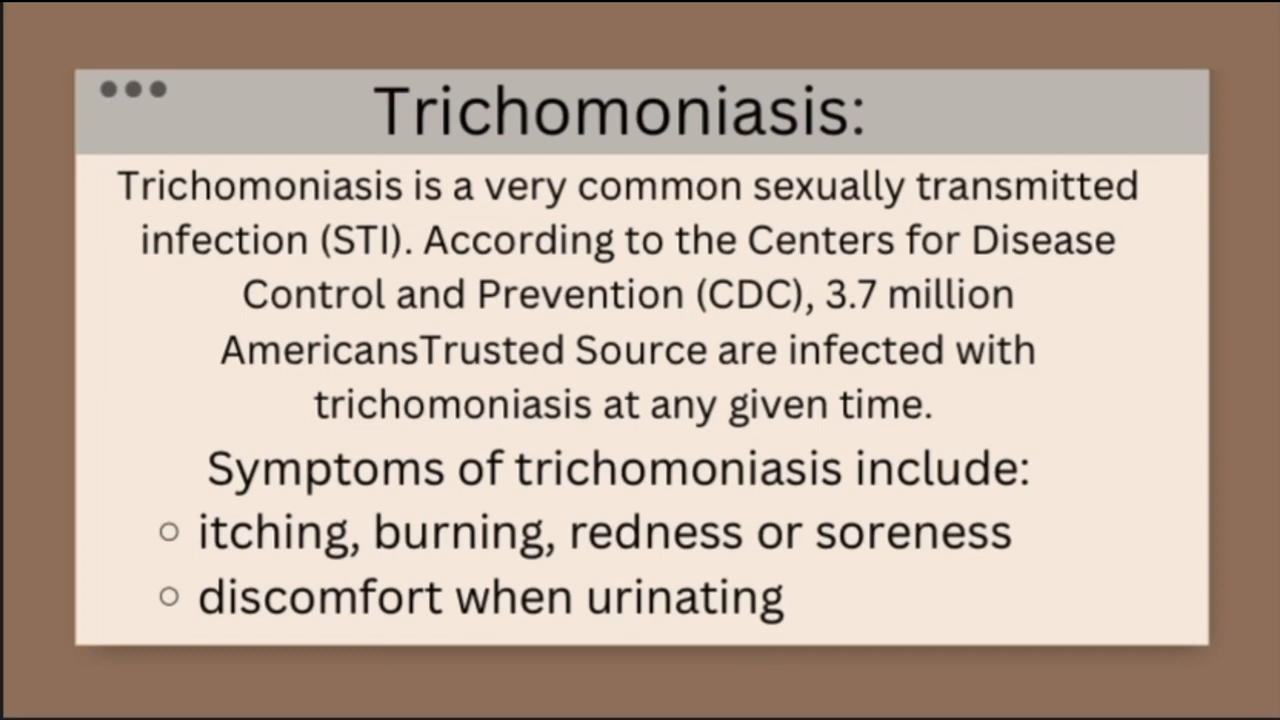 Trichomoniasis:
Trichomoniasis is a very common sexually transmitted
infection (STI). According to the Centers for Disease
Control and Prevention (CDC), 3.7 million
AmericansTrusted Source are infected with
trichomoniasis at any given time.
Symptoms of trichomoniasis include:
itching, burning, redness or soreness
discomfort when urinating